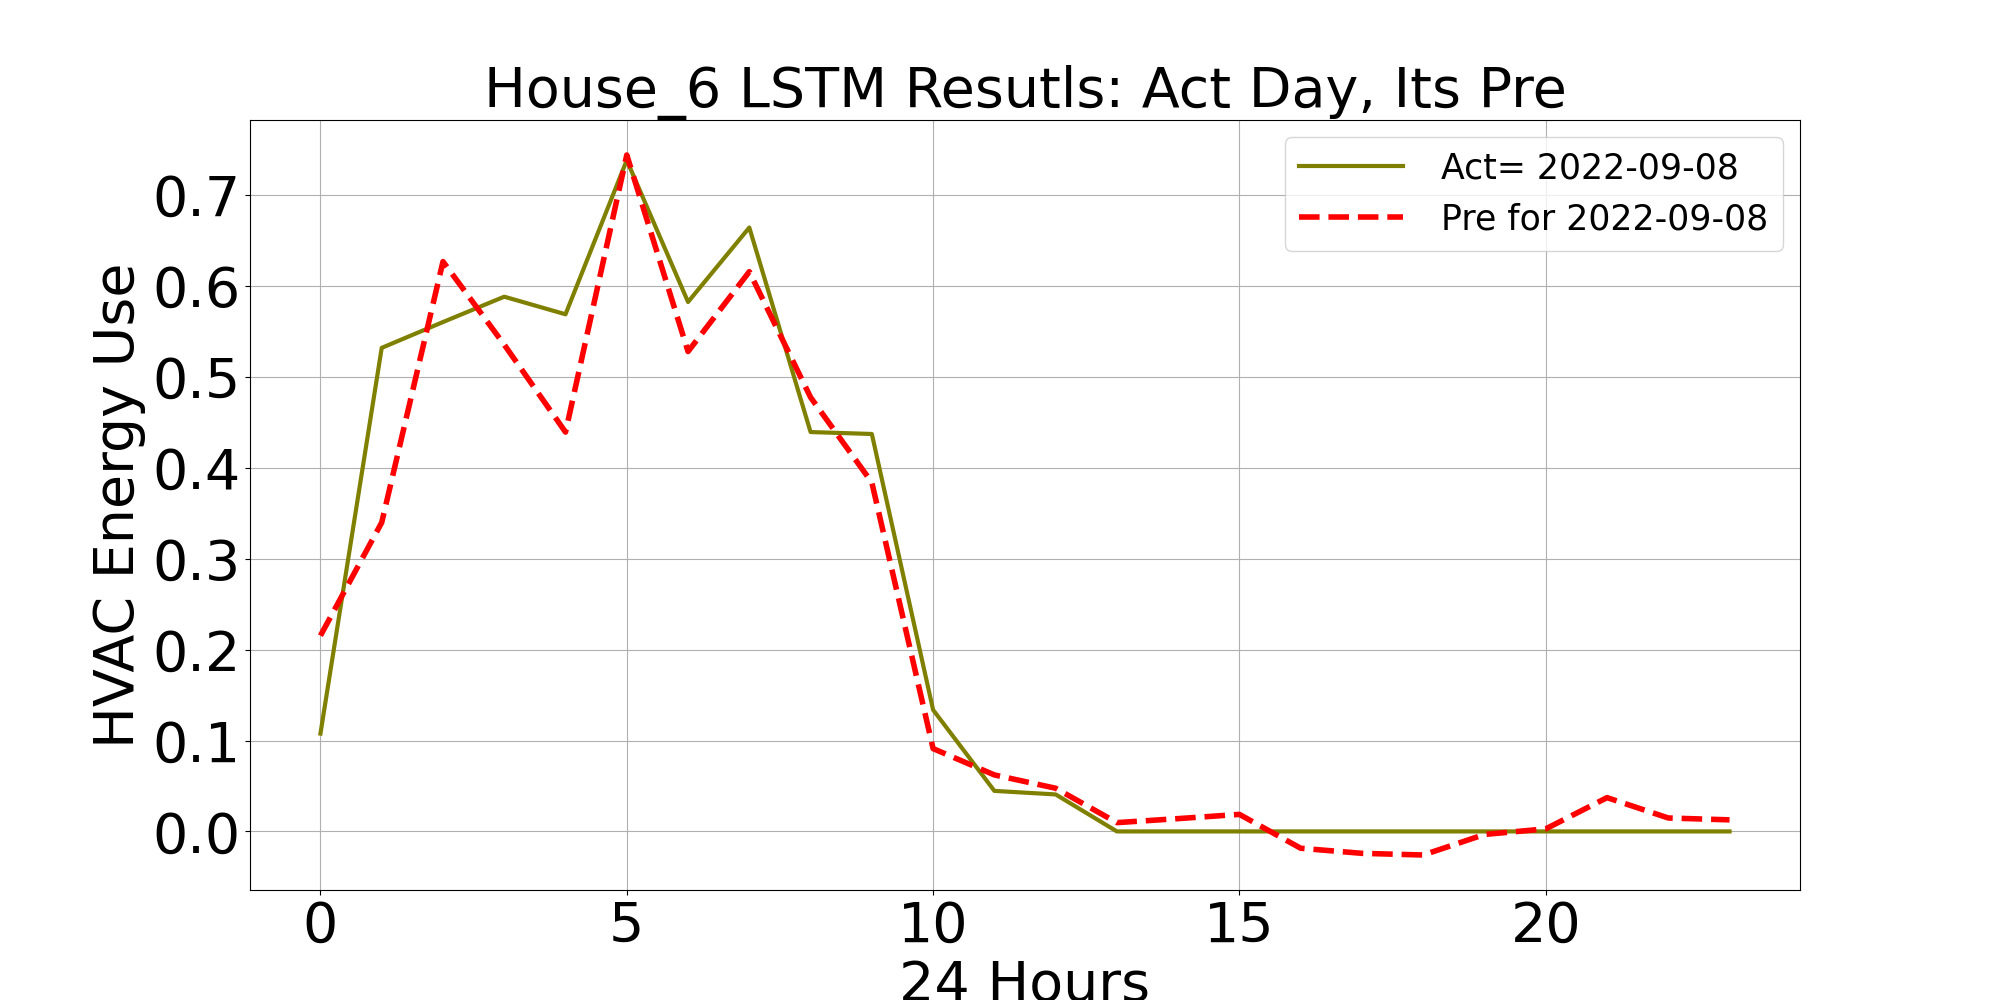 House_6 LSTM Resutls: Act Day, Its Pre
Act= 2022-09-08
Pre for 2022-09-08
HVAC Energy Use
0.7
0.6
0.5
0.4
0.3
0.2
0.1
0.0
0 5 10 15 20
24 Hours